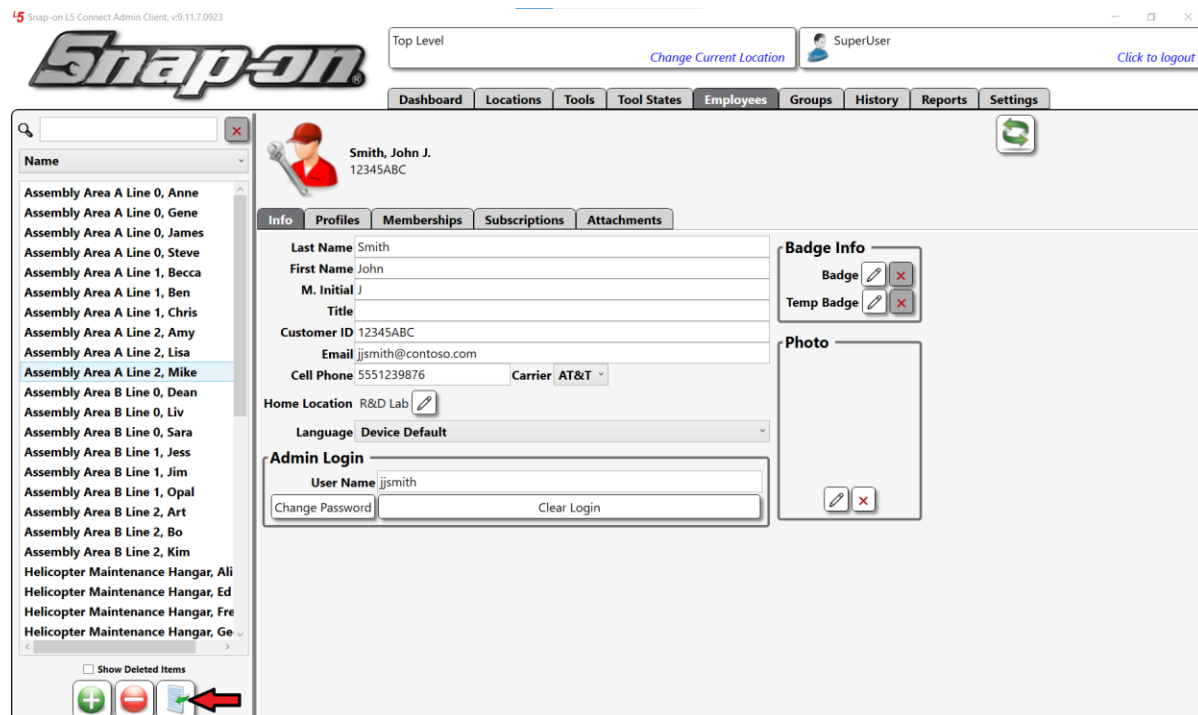 L5 Snap-on L5 Connect Admin Client, v:9.11.7.0923
Snap-on®
Top Level
Change Current Location
SuperUser
Click to logout
Dashboard Locations Tools Tool States Employees Groups History Reports Settings
Name
Assembly Area A Line 0, Anne
Assembly Area A Line 0, Gene
Assembly Area A Line 0, James
Assembly Area A Line 0, Steve
Assembly Area A Line 1, Becca
Assembly Area A Line 1, Ben
Assembly Area A Line 1, Chris
Assembly Area A Line 2, Amy
Assembly Area A Line 2, Lisa
Assembly Area A Line 2, Mike
Assembly Area B Line 0, Dean
Assembly Area B Line 0, Liv
Assembly Area B Line 0, Sara
Assembly Area B Line 1, Jess
Assembly Area B Line 1, Jim
Assembly Area B Line 1, Opal
Assembly Area B Line 2, Art
Assembly Area B Line 2, Bo
Assembly Area B Line 2, Kim
Helicopter Maintenance Hangar, Ali
Helicopter Maintenance Hangar, Ed
Helicopter Maintenance Hangar, Fre
Helicopter Maintenance Hangar, Ge
Show Deleted Items
Smith, John J.
12345ABC
Info Profiles Memberships Subscriptions Attachments
Last Name Smith
First Name John
M. Initial J
Title
Customer ID 12345ABC
Email jjsmith@contoso.com
Cell Phone 5551239876 Carrier AT&T
Home Location R&D Lab
Language Device Default
Admin Login
User Name jjsmith
Change Password Clear Login
Badge Info
Badge
Temp Badge
Photo